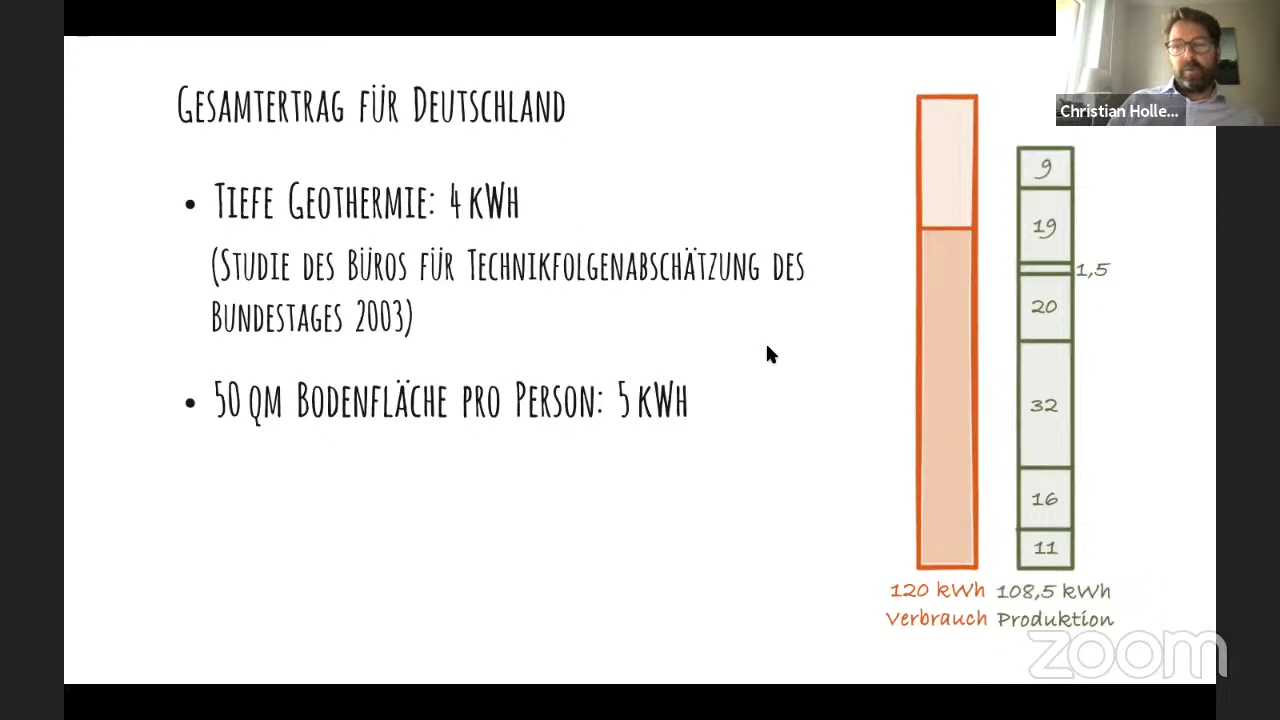 Gesamtertrag für Deutschland
• Tiefe Geothermie: 4 kWh
(Studie des Büros für Technikfolgenabschätzung des
Bundestages 2003)
• 50 qm Bodenfläche pro Person: 5 kWh
9
19
1,5
20
32
16
11
120 kWh
Verbrauch
108,5 kWh
Produktion
Christian Holle...
zoom